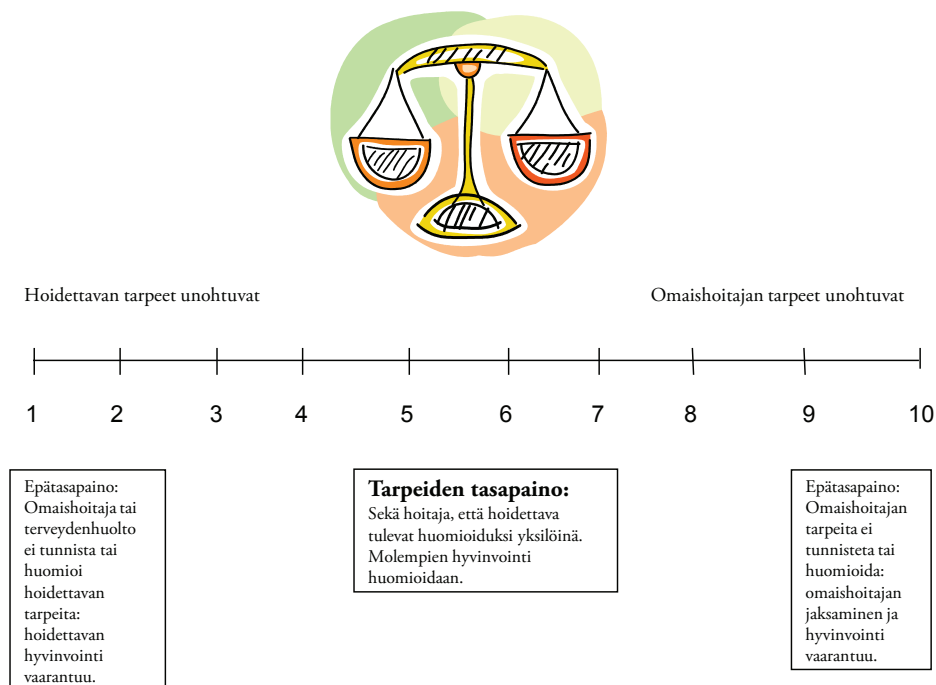 Hoidettavan tarpeet unohtuvat
Omaishoitajan tarpeet unohtuvat
1 2 3 4 5 6 7 8 9 10
Epätasapaino:
Omaishoitaja tai
terveydenhuolto
ei tunnista tai
huomioi
hoidettavan
tarpeita:
hoidettavan
hyvinvointi
vaarantuu.
Tarpeiden tasapaino:
Sekä hoitaja, että hoidettava
tulevat huomioiduksi yksilöinä.
Molempien hyvinvointi
huomioidaan.
Epätasapaino:
Omaishoitajan
tarpeita ei
tunnisteta tai
huomioida:
omaishoitajan
jaksaminen ja
hyvinvointi
vaarantuu.